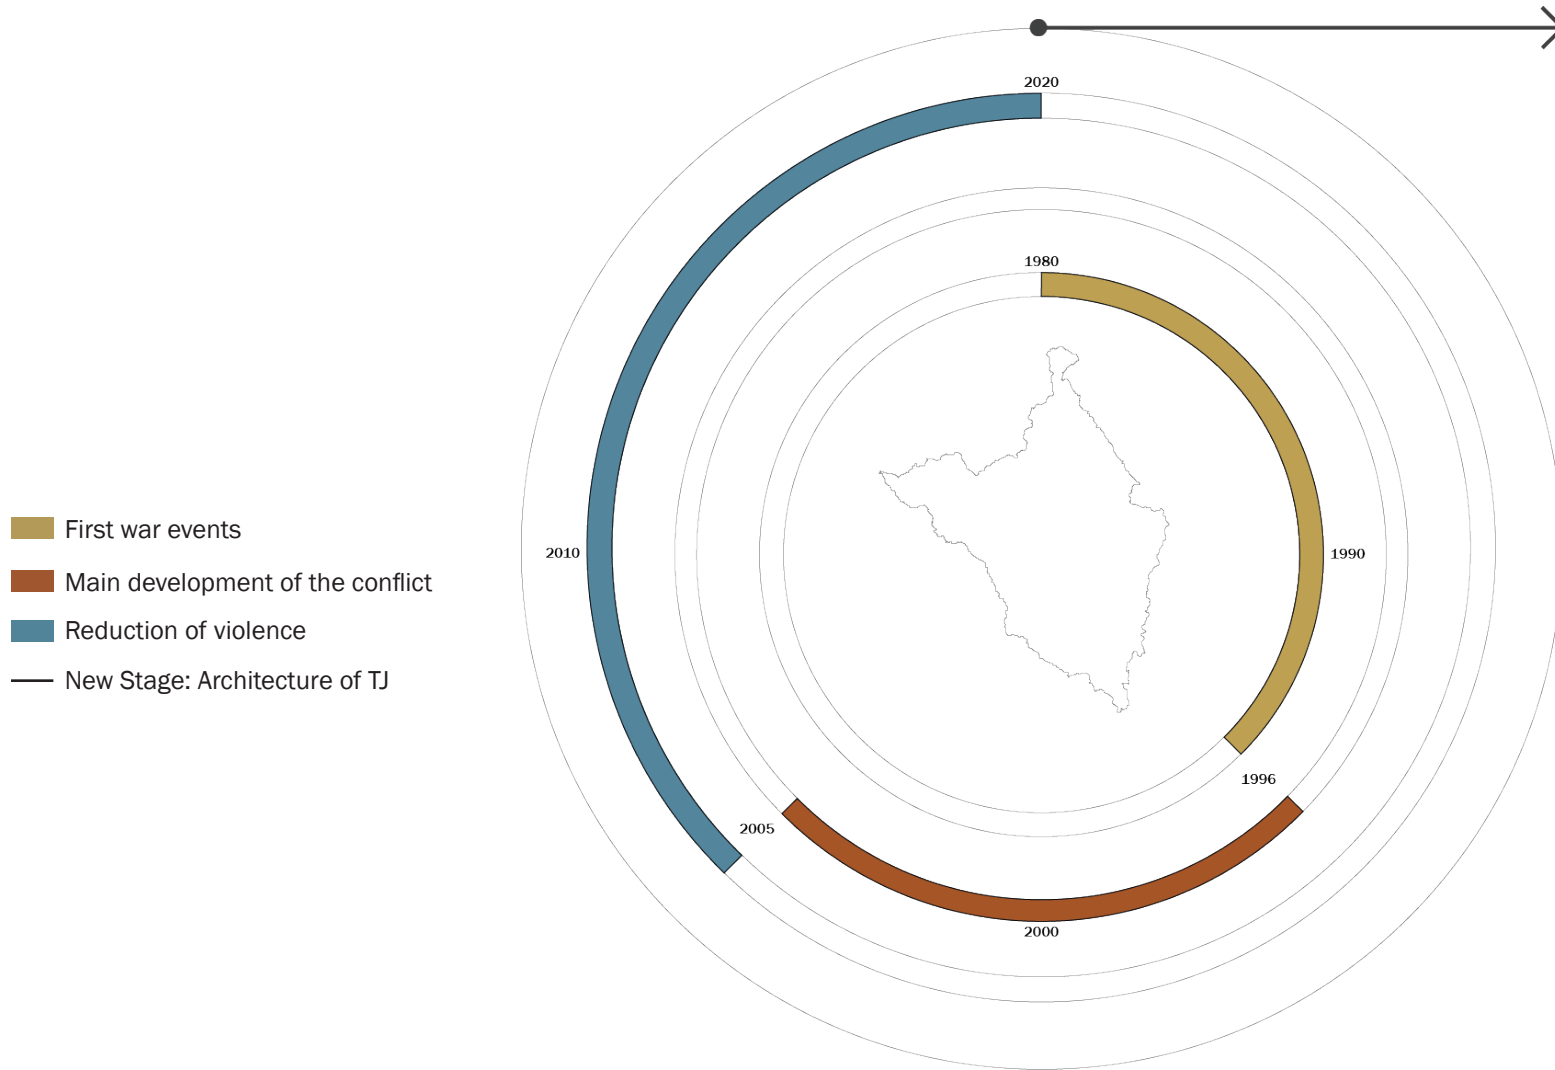 2020
1980
2010
1990
First war events
Main development of the conflict
Reduction of violence
New Stage: Architecture of TJ
1996
2005
2000